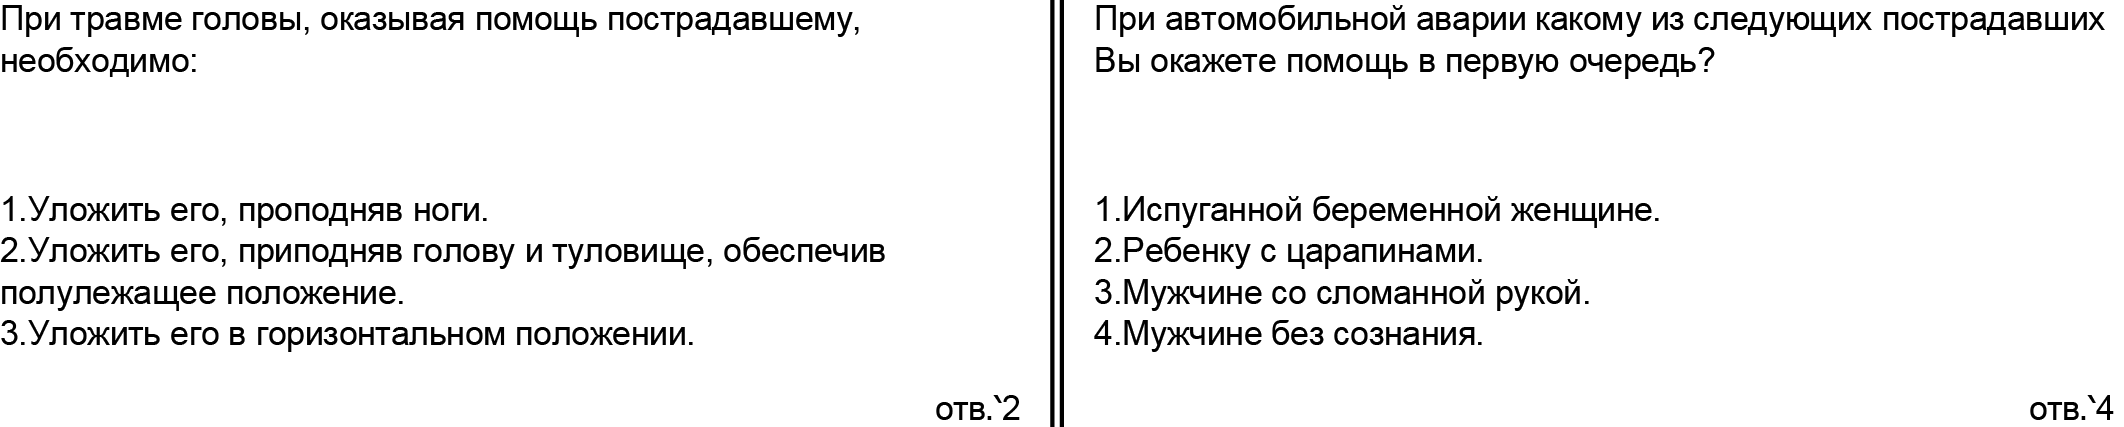 При травме головы, оказывая помощь пострадавшему,
необходимо:
1.Уложить его, проподняв ноги.
2.Уложить его, приподняв голову и туловище, обеспечив
полулежащее положение.
3.Уложить его в горизонтальном положении.
отв.`2
При автомобильной аварии какому из следующих пострадавших
Вы окажете помощь в первую очередь?
1.Испуганной беременной женщине.
2.Ребенку с царапинами.
3.Мужчине со сломанной рукой.
4.Мужчине без сознания.
отв.`4